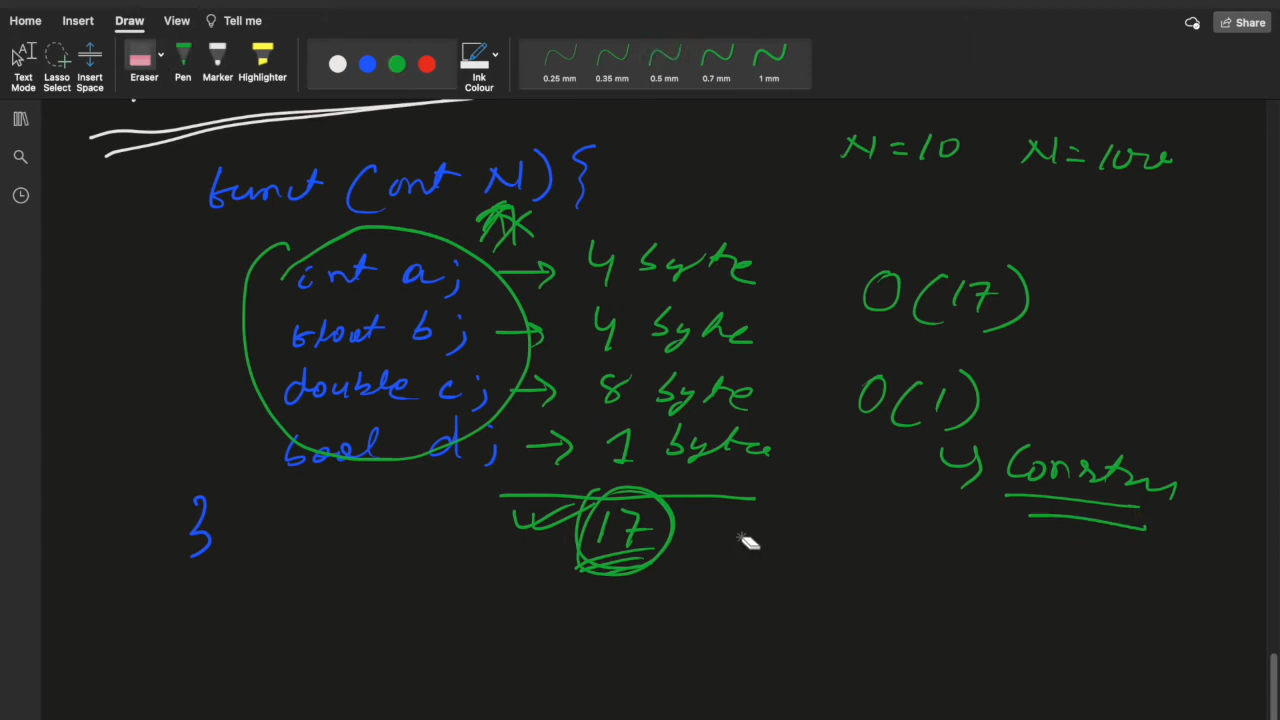 Home Insert Draw View Tell me
Share
Text Mode
Lasso Select
Insert Space
Eraser
Pen
Marker
Highlighter
Ink Colour
0.25 mm 0.35 mm 0.5 mm 0.7 mm 1 mm
N = 10 N = 100
funct (int N) {
int a; → 4 byte
float b; → 4 byte
double c; → 8 byte
bool d; → 1 byte
}
17
O(17)
O(1)